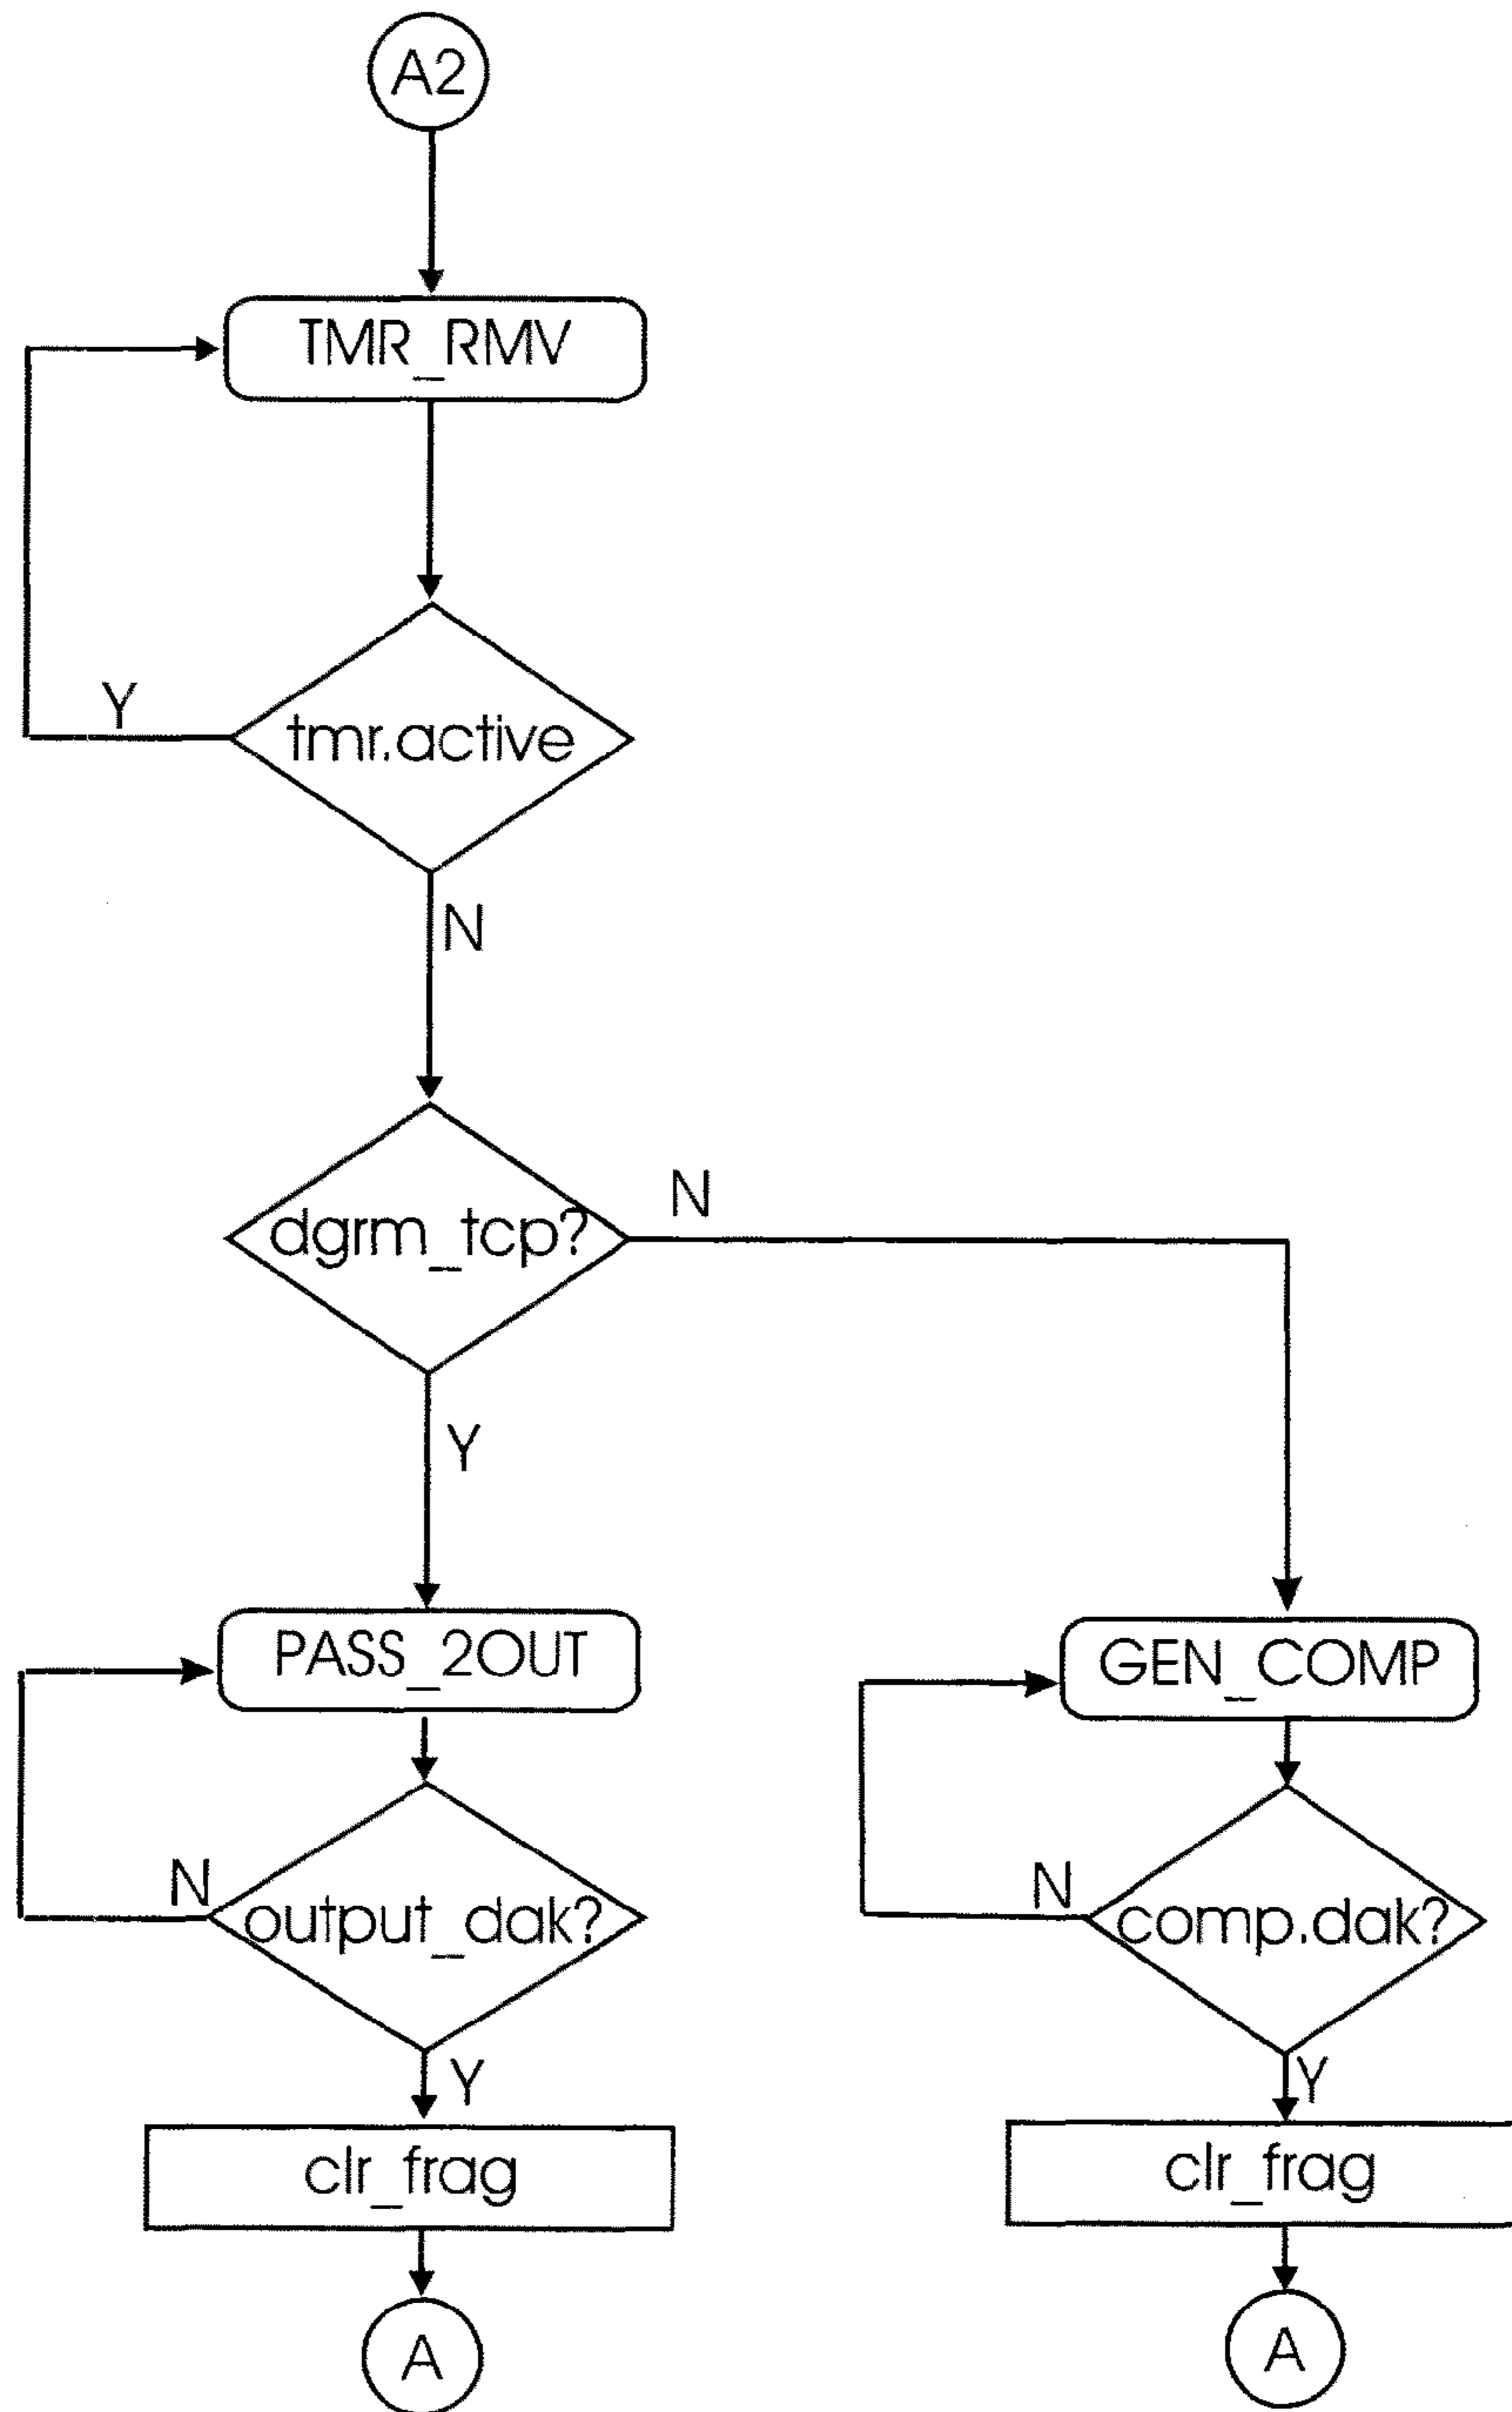 A2
TMR_RMV
Y
tmr.active
N
dgrm_tcp?
N
Y
PASS_2OUT
GEN_COMP
N
output_dak?
N
comp.dak?
Y
Y
clr_frag
clr_frag
A
A